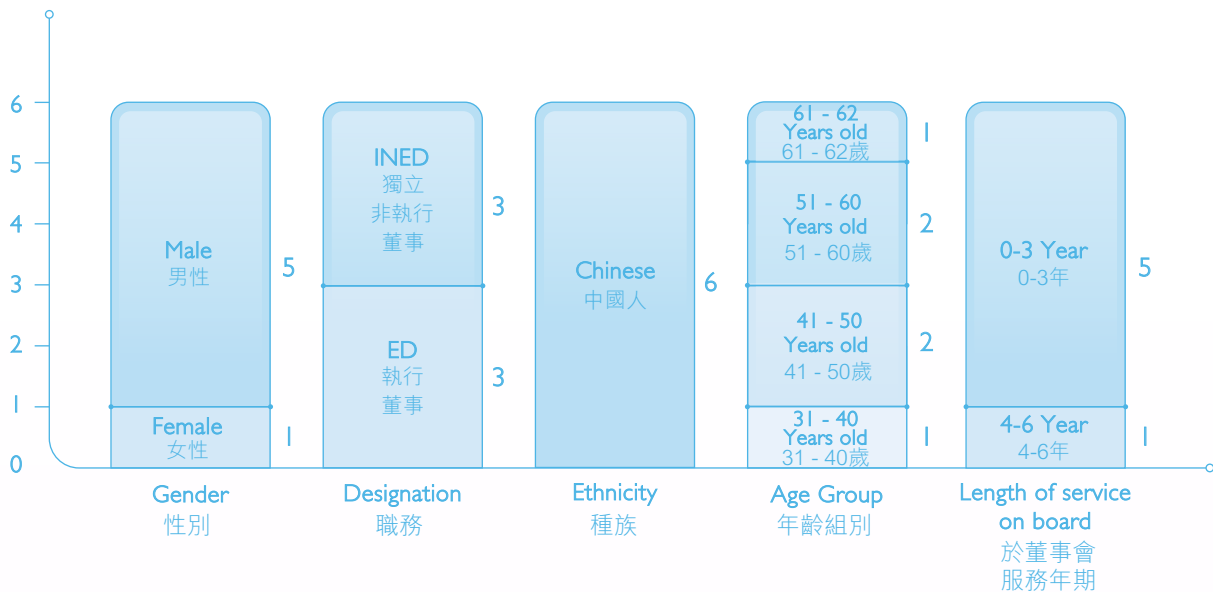 6
5
4
3
2
1
0
Male
男性
5
Female
女性
1
Gender
性別
INED
獨立
非執行
董事
3
ED
執行
董事
3
Designation
職務
Chinese
中國人
6
Ethnicity
種族
61 - 62
Years old
61 - 62歲
1
51 - 60
Years old
51 - 60歲
2
41 - 50
Years old
41 - 50歲
2
31 - 40
Years old
31 - 40歲
1
Age Group
年齡組別
0-3 Year
0-3年
5
4-6 Year
4-6年
1
Length of service
on board
於董事會
服務年期